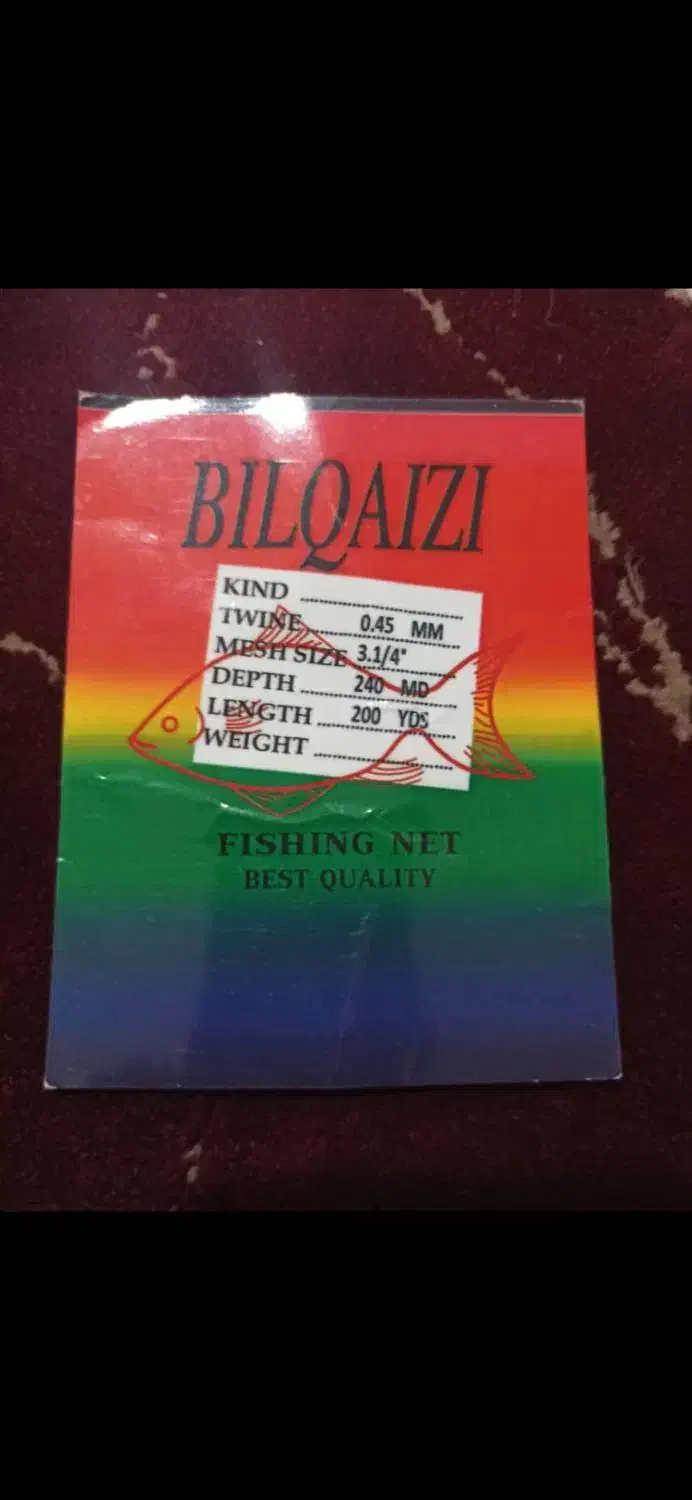 BILQAIZI
KIND
TWINE 0.45 MM
MESH SIZE 3.1/4"
DEPTH 240 MD
LENGTH 200 YDS
WEIGHT
FISHING NET
BEST QUALITY